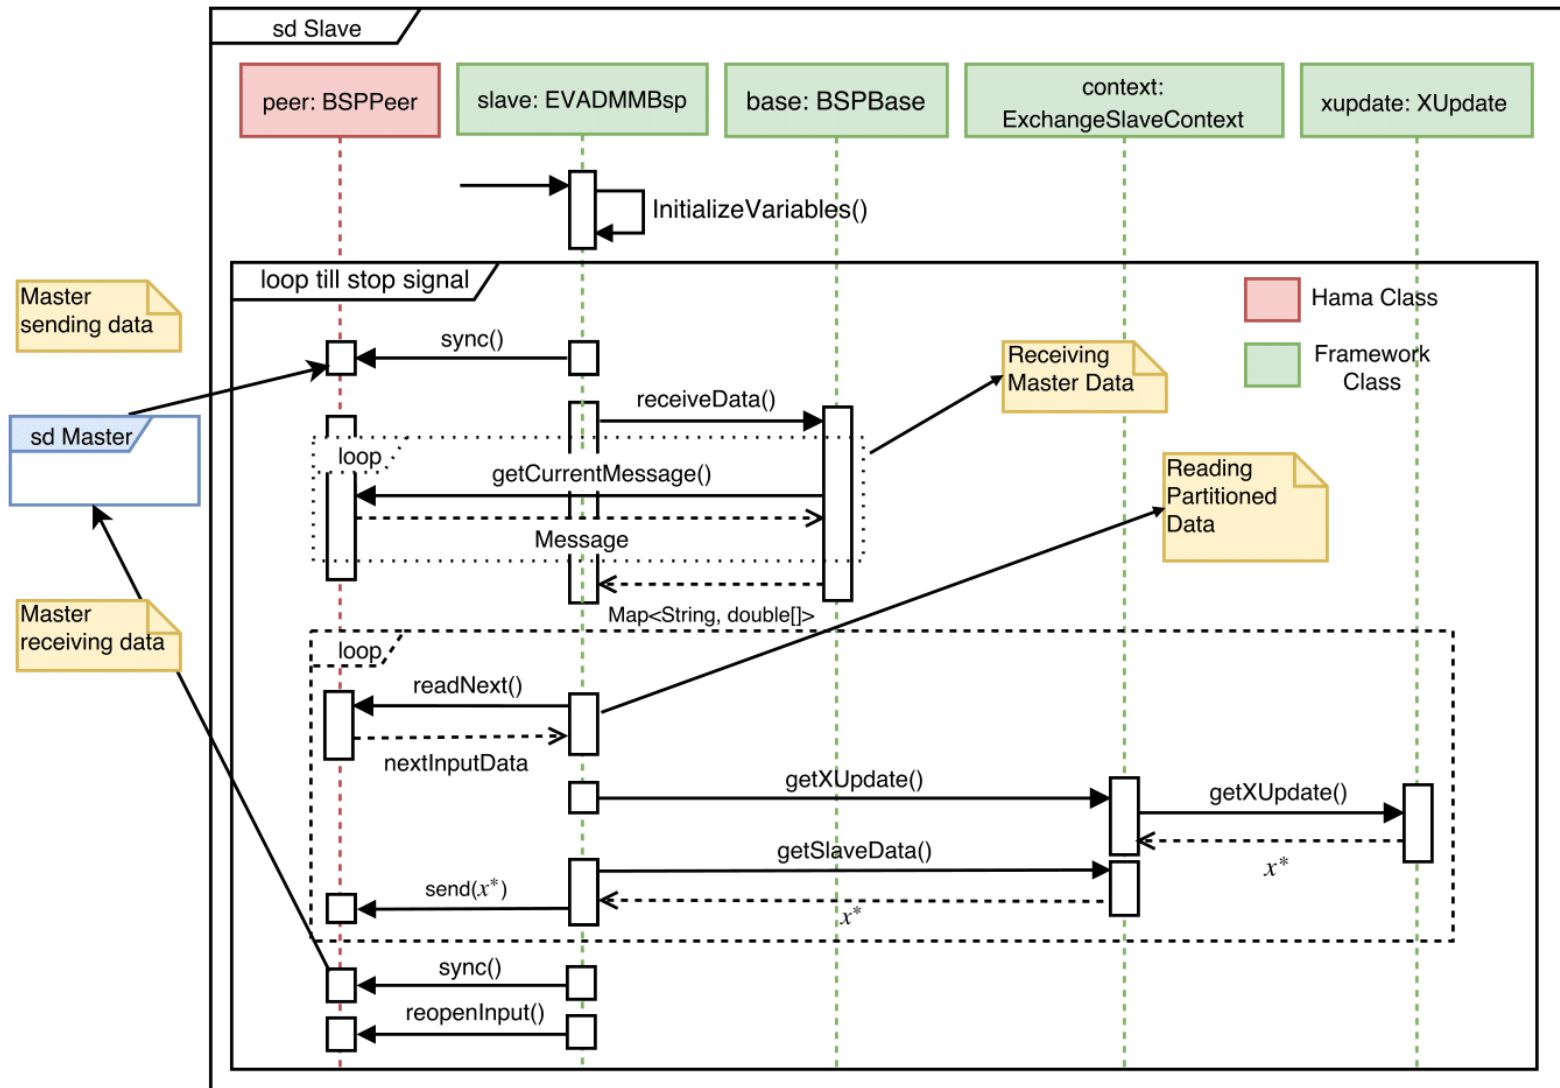 sd Slave
peer: BSPPeer
slave: EVADMMBsp
base: BSPBase
context:
ExchangeSlaveContext
xupdate: XUpdate
InitializeVariables()
loop till stop signal
Hama Class
Framework
Class
Master
sending data
sync()
Receiving
Master Data
receiveData()
sd Master
loop
getCurrentMessage()
Message
Reading
Partitioned
Data
Map<String, double[]>
Master
receiving data
loop
readNext()
nextInputData
getXUpdate()
getXUpdate()
x*
getSlaveData()
send(x*)
x*
sync()
reopenInput()